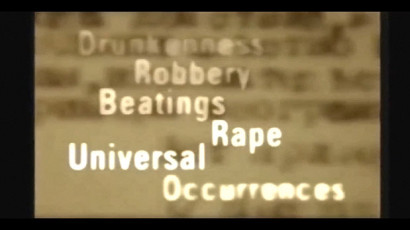 Drunkenness
Robbery
Beatings
Rape
Universal
Occurrences